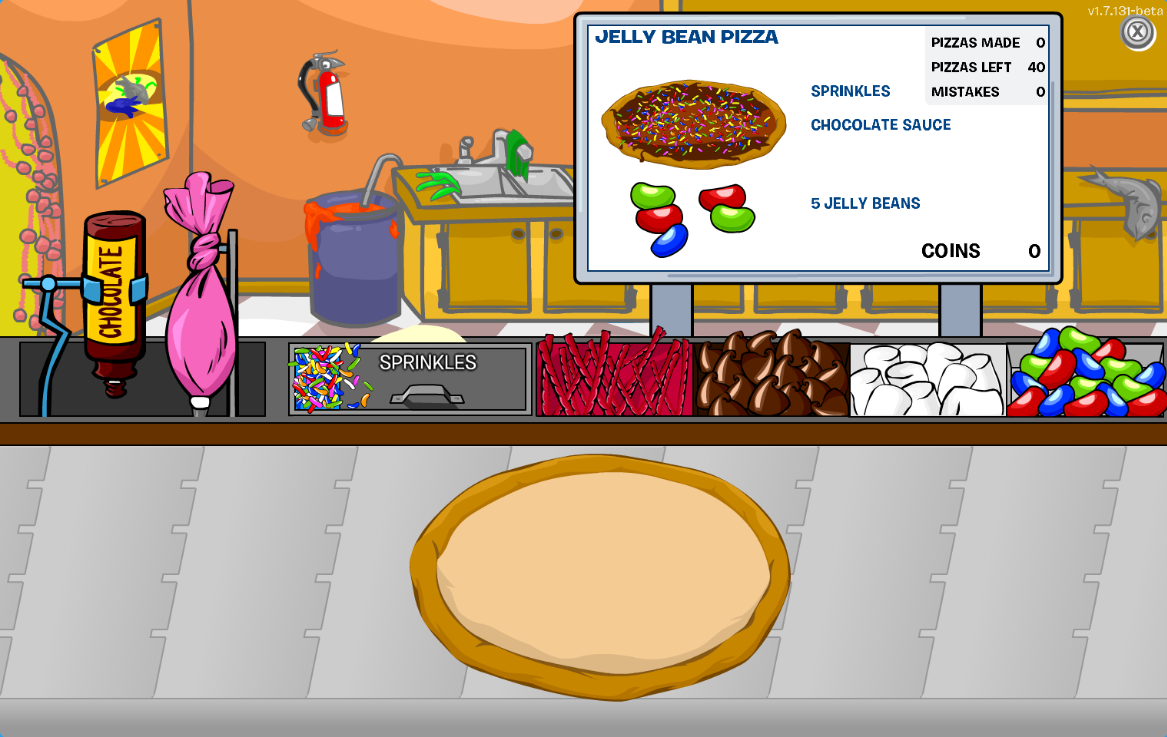 v1.7.131-beta
JELLY BEAN PIZZA
PIZZAS MADE 0
PIZZAS LEFT 40
MISTAKES 0
SPRINKLES
CHOCOLATE SAUCE
5 JELLY BEANS
COINS 0
CHOCOLATE
SPRINKLES
X